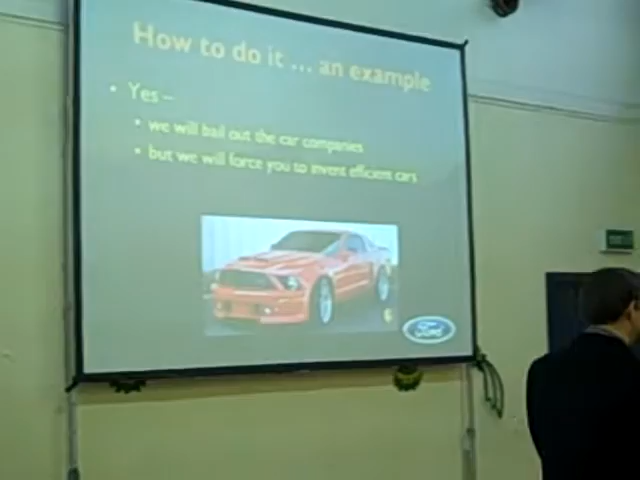 How to do it ... an example
• Yes –
• we will bail out the car companies
• but we will force you to invent efficient cars
Ford